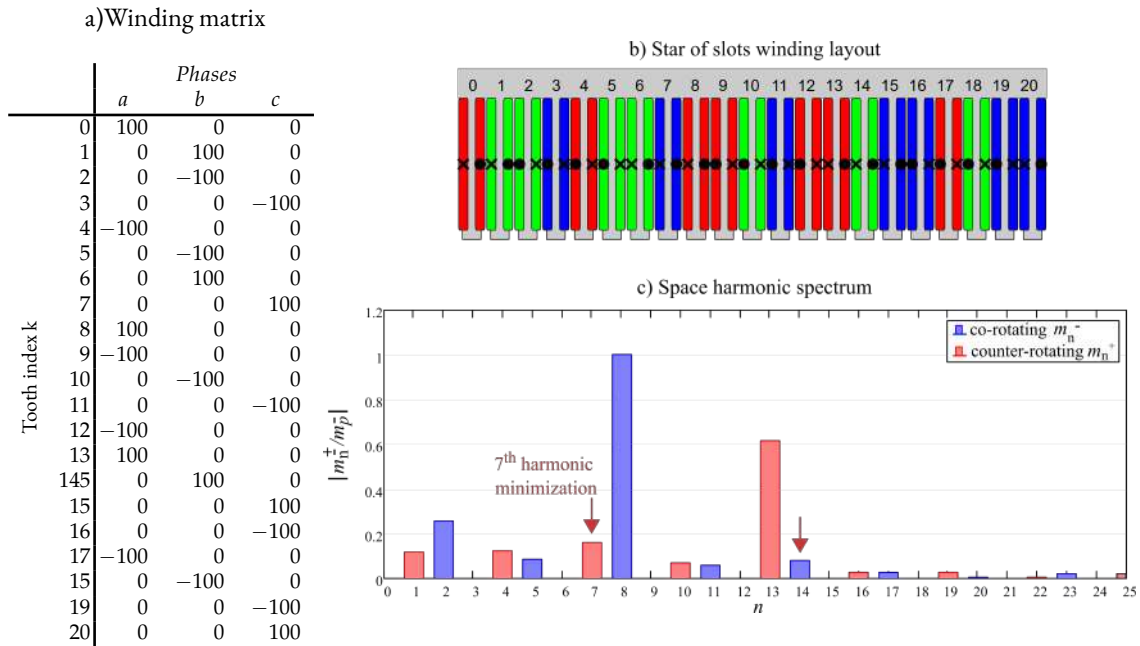 a)Winding matrix
Phases
a b c
Tooth index k
0 100 0 0
1 0 100 0
2 0 −100 0
3 0 0 −100
4 −100 0 0
5 0 −100 0
6 0 100 0
7 0 0 100
8 100 0 0
9 −100 0 0
10 0 −100 0
11 0 0 −100
12 −100 0 0
13 100 0 0
145 0 100 0
15 0 0 100
16 0 0 −100
17 −100 0 0
15 0 −100 0
19 0 0 −100
20 0 0 100
b) Star of slots winding layout
0 1 2 3 4 5 6 7 8 9 10 11 12 13 14 15 16 17 18 19 20
c) Space harmonic spectrum
1.2
1
0.8
0.6
0.4
0.2
0
|m_n^±/m_p^-|
co-rotating m_n^-
counter-rotating m_n^+
7th harmonic
minimization
0 1 2 3 4 5 6 7 8 9 10 11 12 13 14 15 16 17 18 19 20 21 22 23 24 25
n